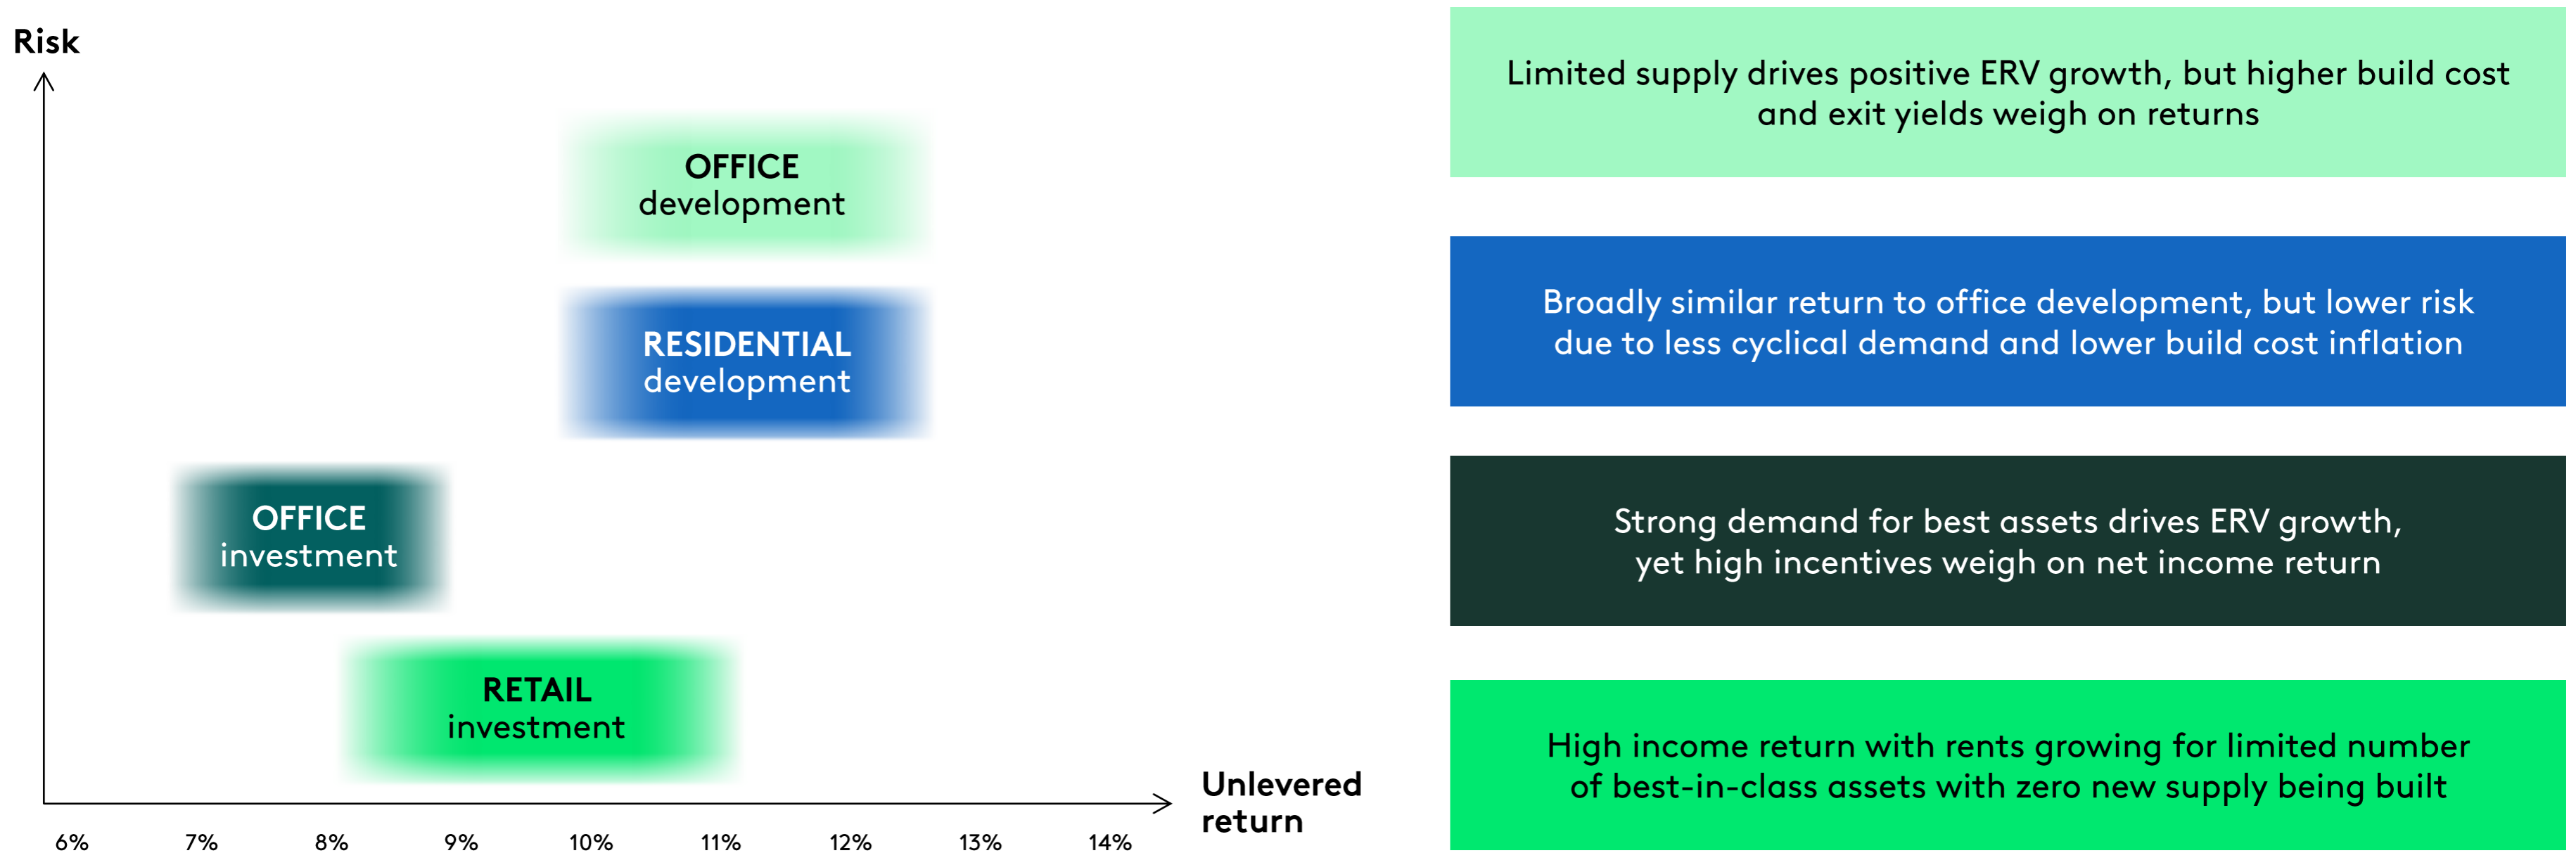 Risk
OFFICE
development
RESIDENTIAL
development
OFFICE
investment
RETAIL
investment
Unlevered
return
6% 7% 8% 9% 10% 11% 12% 13% 14%
Limited supply drives positive ERV growth, but higher build cost
and exit yields weigh on returns
Broadly similar return to office development, but lower risk
due to less cyclical demand and lower build cost inflation
Strong demand for best assets drives ERV growth,
yet high incentives weigh on net income return
High income return with rents growing for limited number
of best-in-class assets with zero new supply being built